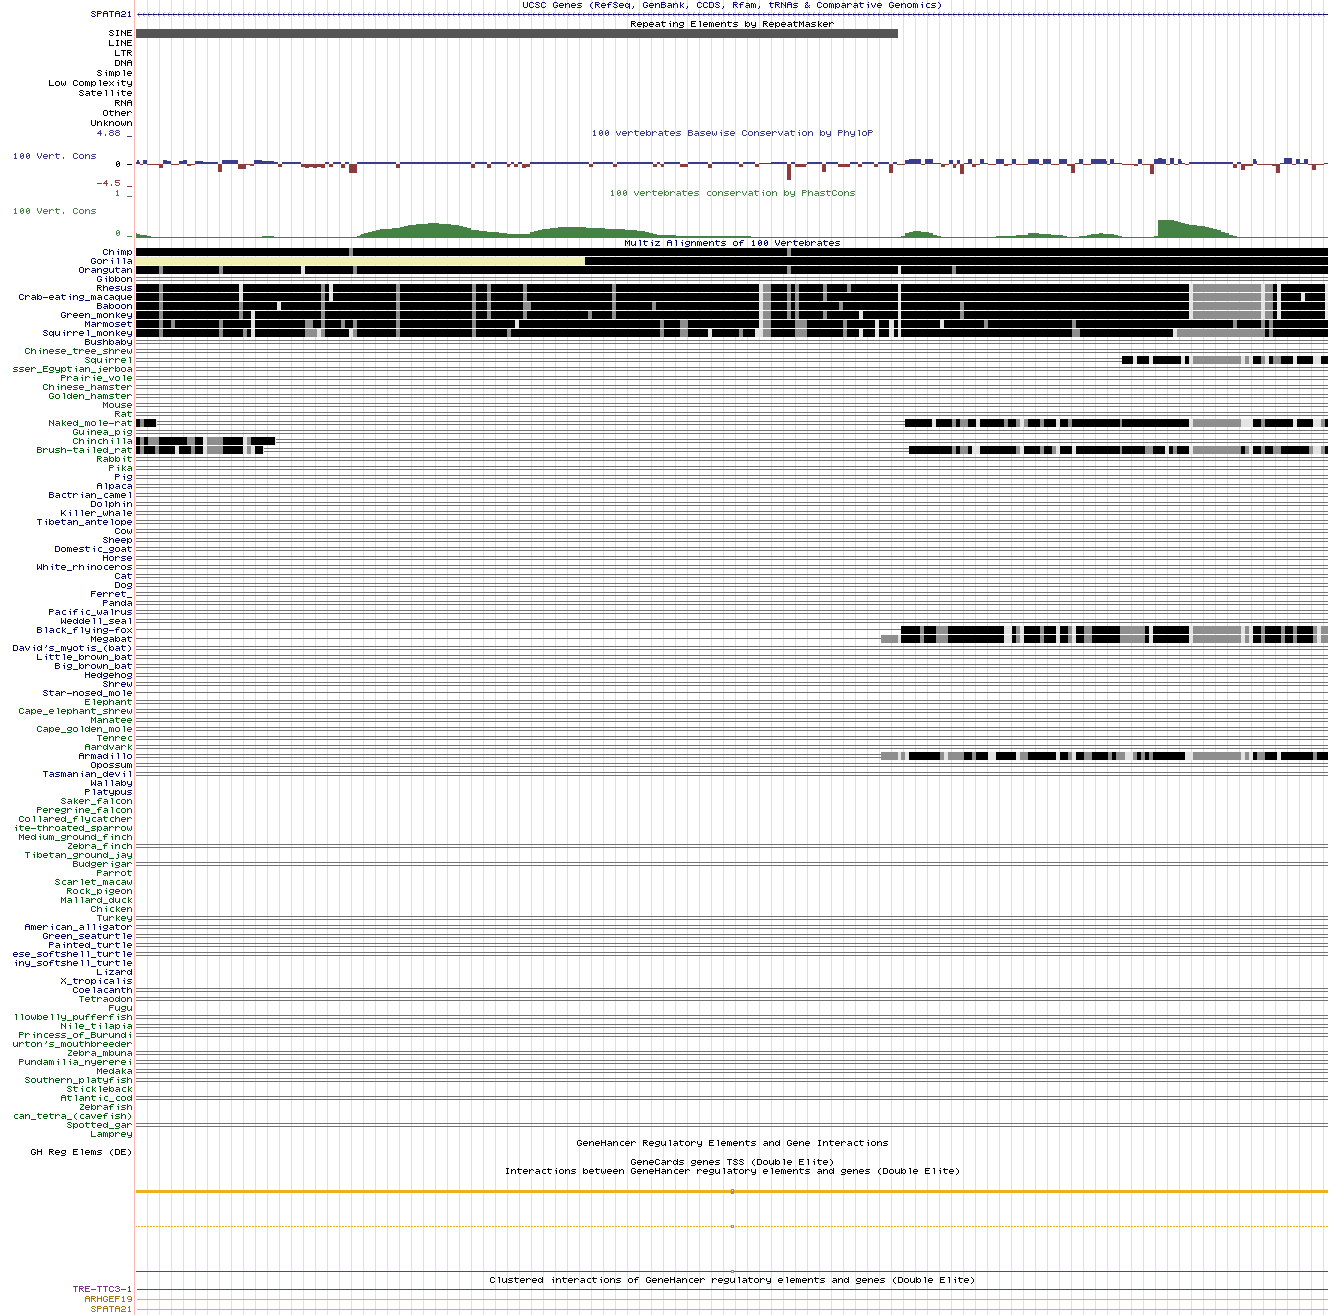 UCSC Genes (RefSeq, GenBank, CCDS, Rfam, tRNAs & Comparative Genomics)
SPATA21
Repeating Elements by RepeatMasker
SINE
LINE
LTR
DNA
Simple
Low Complexity
Satellite
RNA
Other
Unknown
4.88 _
100 vertebrates Basewise Conservation by PhyloP
100 Vert. Cons
0 _
-4.5 _
1 _
100 vertebrates conservation by PhastCons
100 Vert. Cons
0 _
Multiz Alignments of 100 Vertebrates
Chimp
Gorilla
Orangutan
Gibbon
Rhesus
Crab-eating_macaque
Baboon
Green_monkey
Marmoset
Squirrel_monkey
Bushbaby
Chinese_tree_shrew
Squirrel
sser_Egyptian_jerboa
Prairie_vole
Chinese_hamster
Golden_hamster
Mouse
Rat
Naked_mole-rat
Guinea_pig
Chinchilla
Brush-tailed_rat
Rabbit
Pika
Pig
Alpaca
Bactrian_camel
Dolphin
Killer_whale
Tibetan_antelope
Cow
Sheep
Domestic_goat
Horse
White_rhinoceros
Cat
Dog
Ferret_
Panda
Pacific_walrus
Weddell_seal
Black_flying-fox
Megabat
David's_myotis_(bat)
Little_brown_bat
Big_brown_bat
Hedgehog
Shrew
Star-nosed_mole
Elephant
Cape_elephant_shrew
Manatee
Cape_golden_mole
Tenrec
Aardvark
Armadillo
Opossum
Tasmanian_devil
Wallaby
Platypus
Saker_falcon
Peregrine_falcon
Collared_flycatcher
ite-throated_sparrow
Medium_ground_finch
Zebra_finch
Tibetan_ground_jay
Budgerigar
Parrot
Scarlet_macaw
Rock_pigeon
Mallard_duck
Chicken
Turkey
American_alligator
Green_seaturtle
Painted_turtle
ese_softshell_turtle
iny_softshell_turtle
Lizard
X_tropicalis
Coelacanth
Tetraodon
Fugu
llowbelly_pufferfish
Nile_tilapia
Princess_of_Burundi
urton's_mouthbreeder
Zebra_mbuna
Pundamilia_nyererei
Medaka
Southern_platyfish
Stickleback
Atlantic_cod
Zebrafish
can_tetra_(cavefish)
Spotted_gar
Lamprey
GeneHancer Regulatory Elements and Gene Interactions
GH Reg Elems (DE)
GeneCards genes TSS (Double Elite)
Interactions between GeneHancer regulatory elements and genes (Double Elite)
Clustered interactions of GeneHancer regulatory elements and genes (Double Elite)
TRE-TTC3-1
ARHGEF19
SPATA21